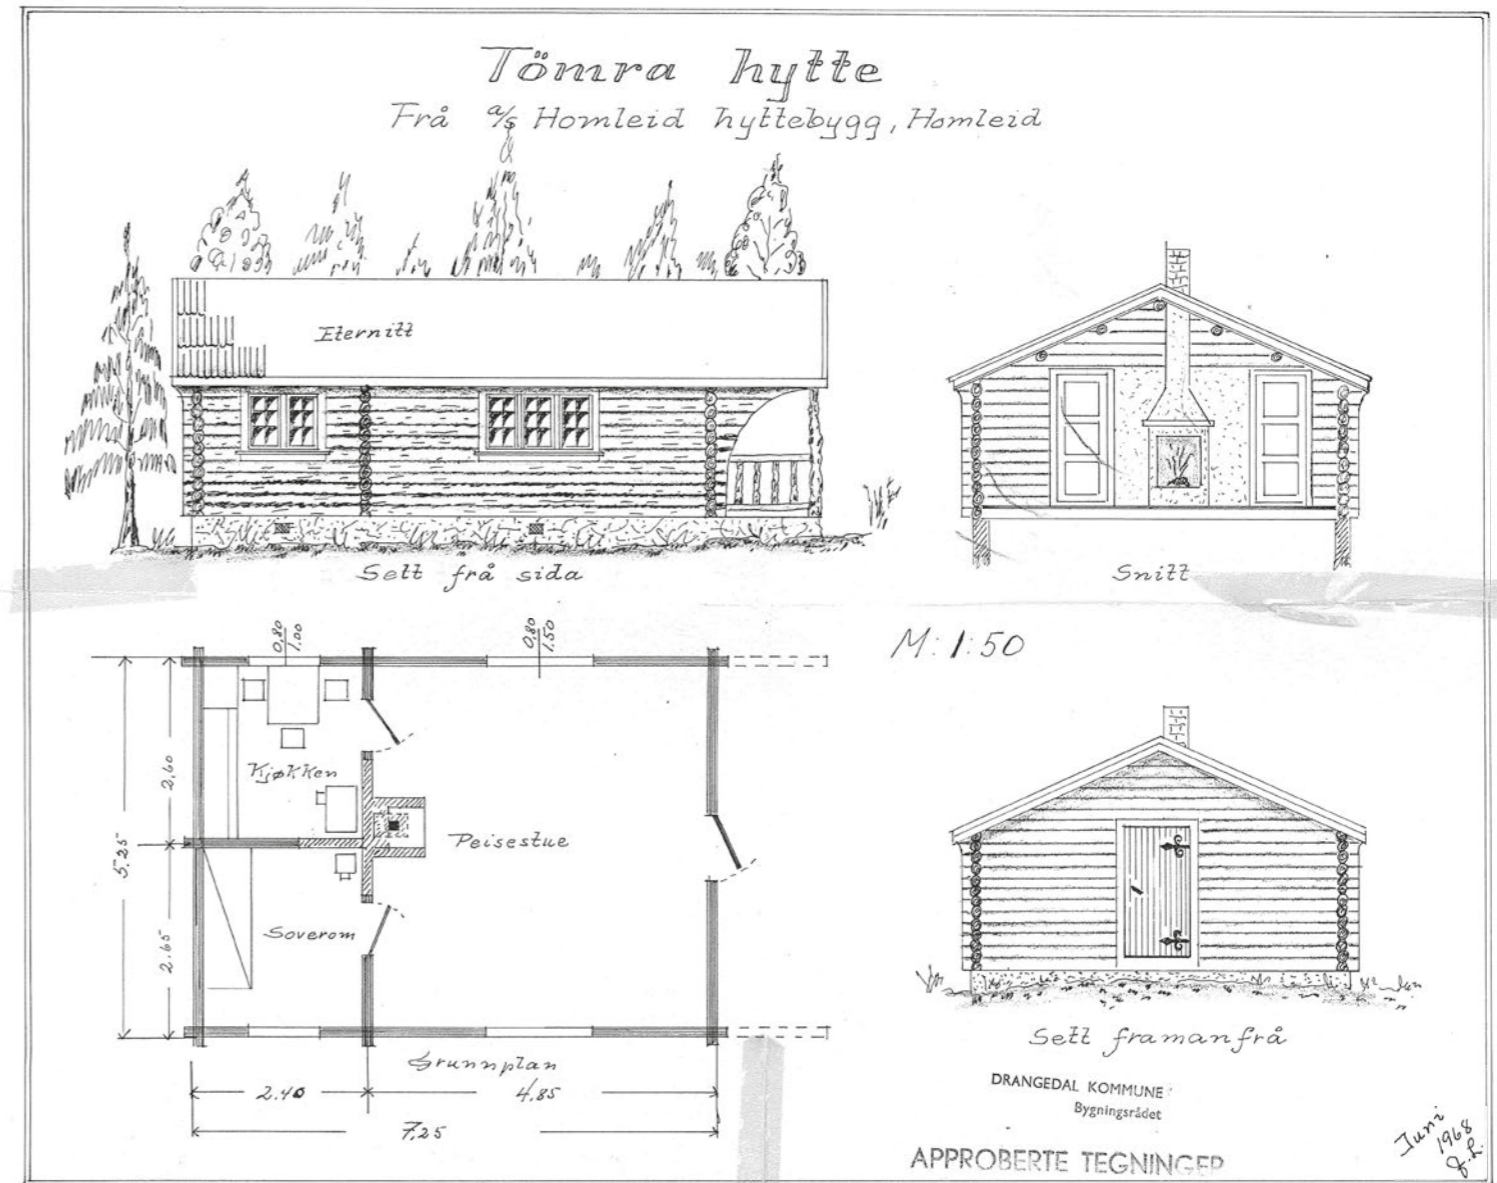 Tömra hytte
Frå a/s Homleid hyttebygg, Homleid
Eternitt
Sett frå sida
Snitt
M: 1:50
0.80
1.00
0.80
1.50
Kjøkken
2,60
5.25
Peisestue
Soverom
2.65
Grunnplan
2.40
4.85
7,25
Sett framanfrå
DRANGEDAL KOMMUNE
Bygningsrådet
APPROBERTE TEGNINGER
Juni
1968